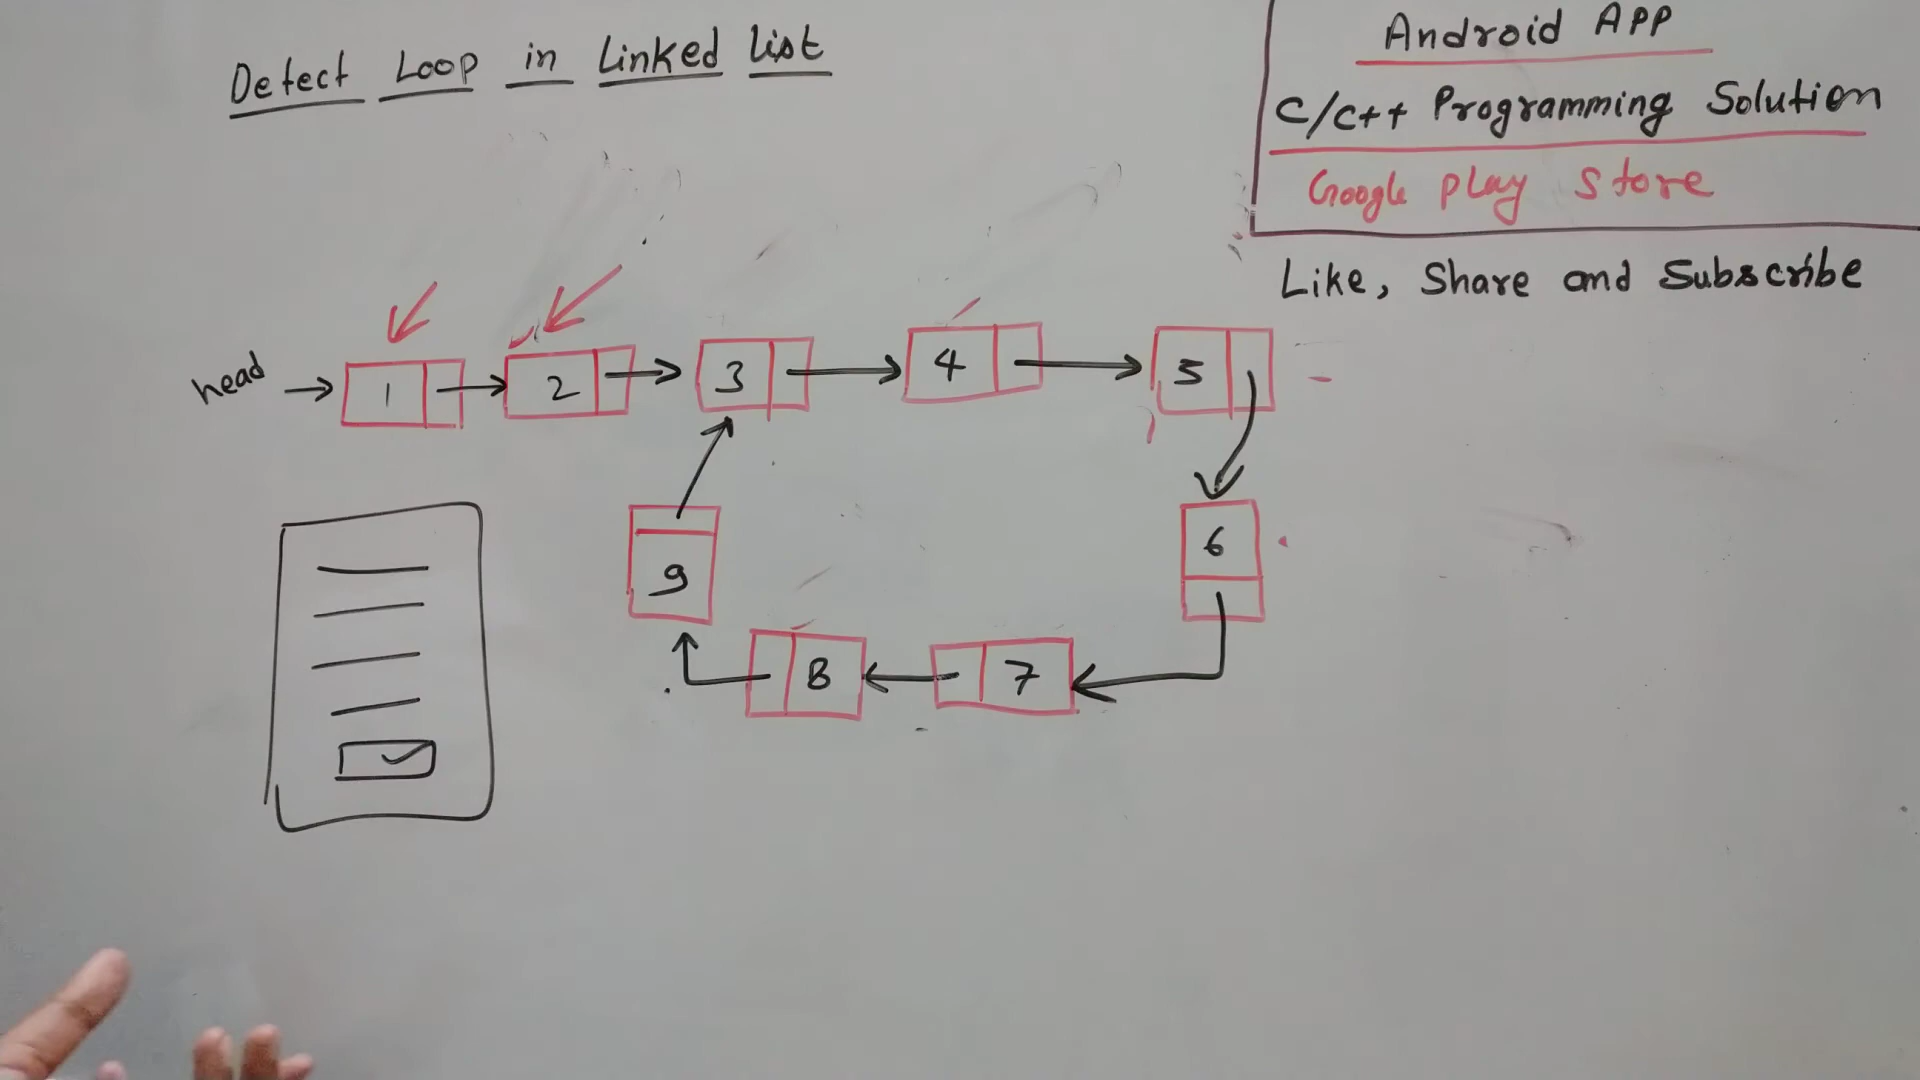 Detect Loop in Linked List
Android APP
C/C++ Programming Solution
Google play store
Like, Share and Subscribe
head
1 2 3 4 5
6
7
8
9